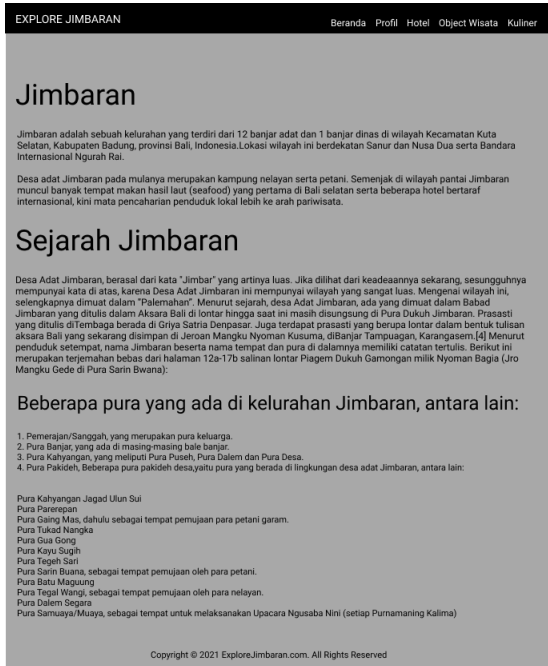 EXPLORE JIMBARAN
Beranda Profil Hotel Object Wisata Kuliner
Jimbaran
Jimbaran adalah sebuah kelurahan yang terdiri dari 12 banjar adat dan 1 banjar dinas di wilayah Kecamatan Kuta
Selatan, Kabupaten Badung, provinsi Bali, Indonesia.Lokasi wilayah ini berdekatan Sanur dan Nusa Dua serta Bandara
Internasional Ngurah Rai.
Desa adat Jimbaran pada mulanya merupakan kampung nelayan serta petani. Semenjak di wilayah pantai Jimbaran
muncul banyak tempat makan hasil laut (seafood) yang pertama di Bali selatan serta beberapa hotel bertaraf
internasional, kini mata pencaharian penduduk lokal lebih ke arah pariwisata.
Sejarah Jimbaran
Desa Adat Jimbaran, berasal dari kata "Jimbar" yang artinya luas. Jika dilihat dari keadeaannya sekarang, sesungguhnya
mempunyai kata di atas, karena Desa Adat Jimbaran ini mempunyai wilayah yang sangat luas. Mengenai wilayah ini,
selengkapnya dimuat dalam "Palemahan". Menurut sejarah, desa Adat Jimbaran, ada yang dimuat dalam Babad
Jimbaran yang ditulis dalam Aksara Bali di lontar hingga saat ini masih disungsung di Pura Dukuh Jimbaran. Prasasti
yang ditulis diTembaga berada di Griya Satria Denpasar. Juga terdapat prasasti yang berupa lontar dalam bentuk tulisan
aksara Bali yang sekarang disimpan di Jeroan Mangku Nyoman Kusuma, diBanjar Tampuagan, Karangasem.[4] Menurut
penduduk setempat, nama Jimbaran beserta nama tempat dan pura di dalamnya memiliki catatan tertulis. Berikut ini
merupakan terjemahan bebas dari halaman 12a-17b salinan lontar Piagem Dukuh Gamongan milik Nyoman Bagia (Jro
Mangku Gede di Pura Sarin Bwana):
Beberapa pura yang ada di kelurahan Jimbaran, antara lain:
1. Pemerajan/Sanggah, yang merupakan pura keluarga.
2. Pura Banjar, yang ada di masing-masing bale banjar.
3. Pura Kahyangan, yang meliputi Pura Puseh, Pura Dalem dan Pura Desa.
4. Pura Pakideh, Beberapa pura pakideh desa,yaitu pura yang berada di lingkungan desa adat Jimbaran, antara lain:
Pura Kahyangan Jagad Ulun Sui
Pura Parerepan
Pura Gaing Mas, dahulu sebagai tempat pemujaan para petani garam.
Pura Tukad Nangka
Pura Gua Gong
Pura Kayu Sugih
Pura Tegeh Sari
Pura Sarin Buana, sebagai tempat pemujaan oleh para petani.
Pura Batu Maguung
Pura Tegal Wangi, sebagai tempat pemujaan oleh para nelayan.
Pura Dalem Segara
Pura Samuaya/Muaya, sebagai tempat untuk melaksanakan Upacara Ngusaba Nini (setiap Purnamaning Kalima)
Copyright © 2021 ExploreJimbaran.com. All Rights Reserved